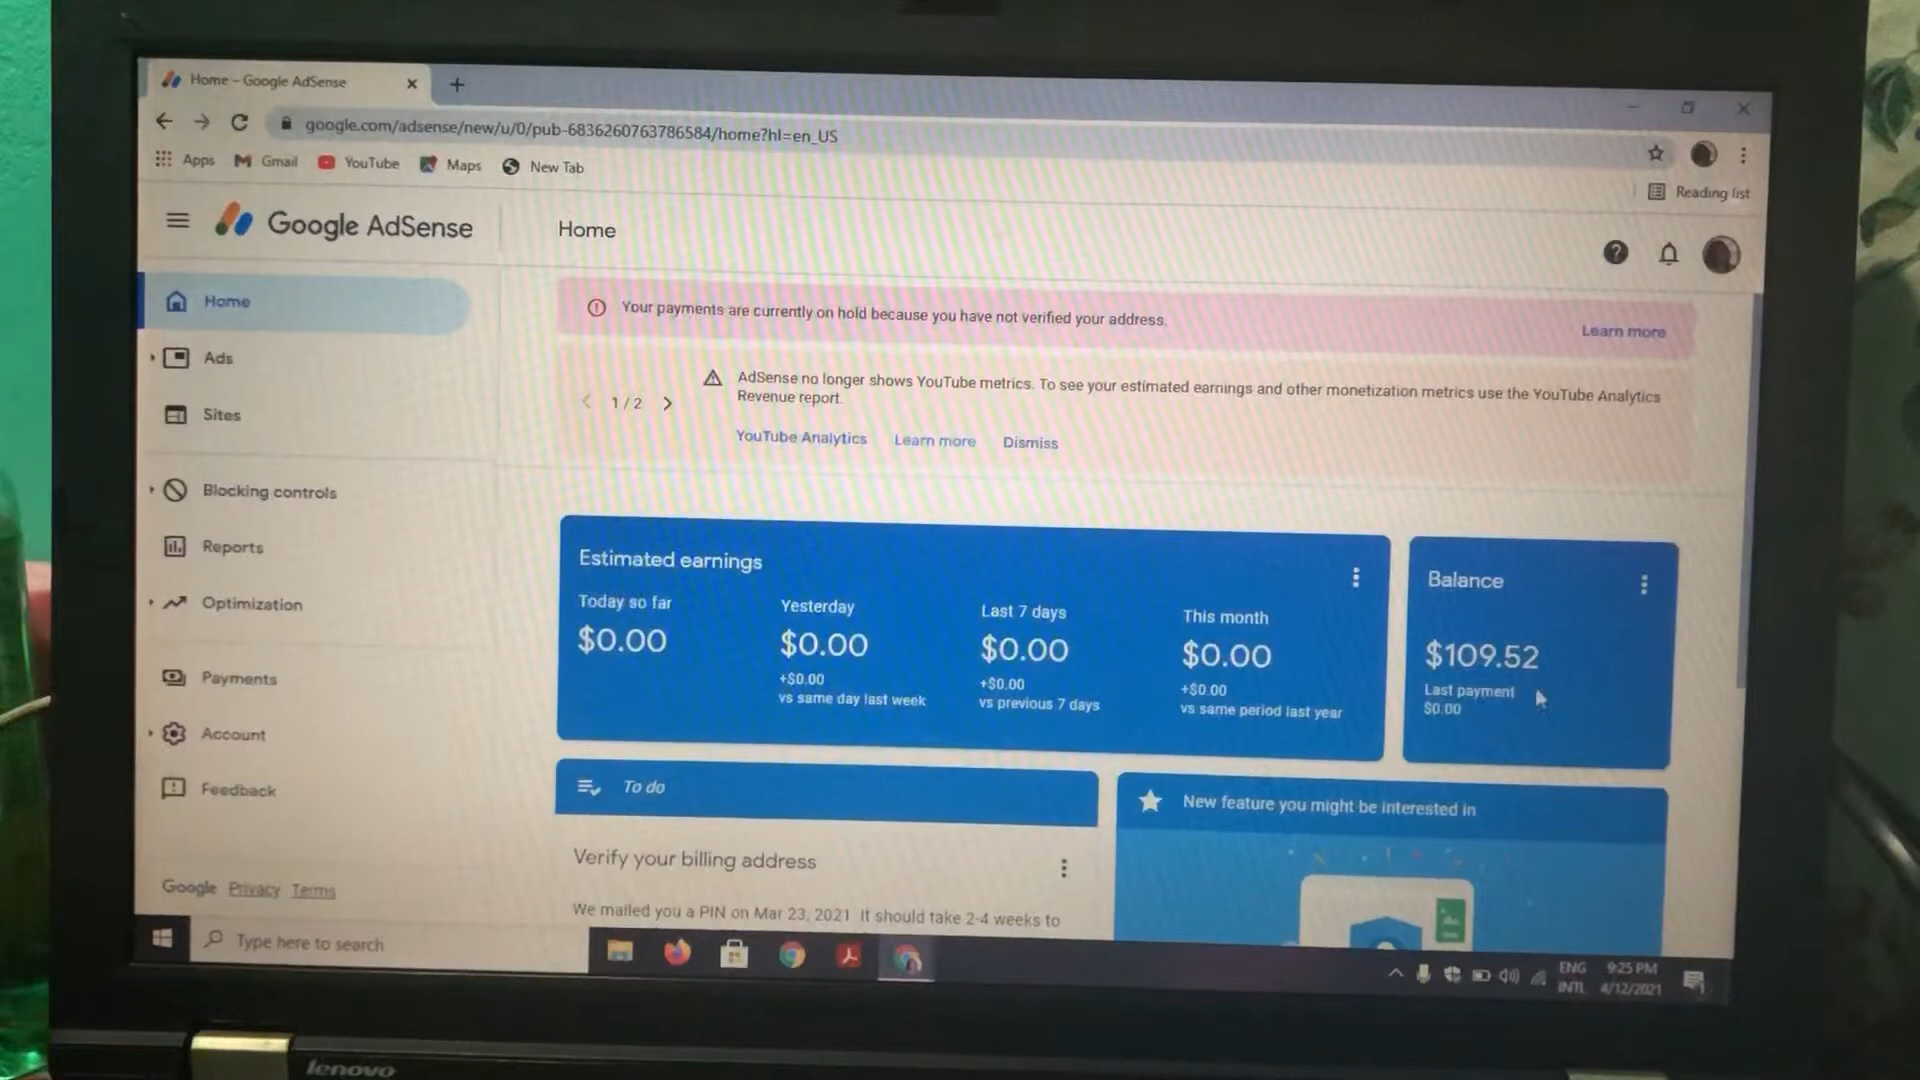 Home – Google AdSense
google.com/adsense/new/u/0/pub-6836260763786584/home?hl=en_US
Apps Gmail YouTube Maps New Tab
Reading list
Google AdSense
Home
Home
Ads
Sites
Blocking controls
Reports
Optimization
Payments
Account
Feedback
Google Privacy Terms
Your payments are currently on hold because you have not verified your address.
Learn more
1 / 2
AdSense no longer shows YouTube metrics. To see your estimated earnings and other monetization metrics use the YouTube Analytics
Revenue report.
YouTube Analytics Learn more Dismiss
Estimated earnings
Today so far
$0.00
Yesterday
$0.00
+$0.00
vs same day last week
Last 7 days
$0.00
+$0.00
vs previous 7 days
This month
$0.00
+$0.00
vs same period last year
Balance
$109.52
Last payment
$0.00
To do
Verify your billing address
We mailed you a PIN on Mar 23, 2021 It should take 2-4 weeks to
New feature you might be interested in
Type here to search
ENG
INTL
9:25 PM
4/12/2021
lenovo